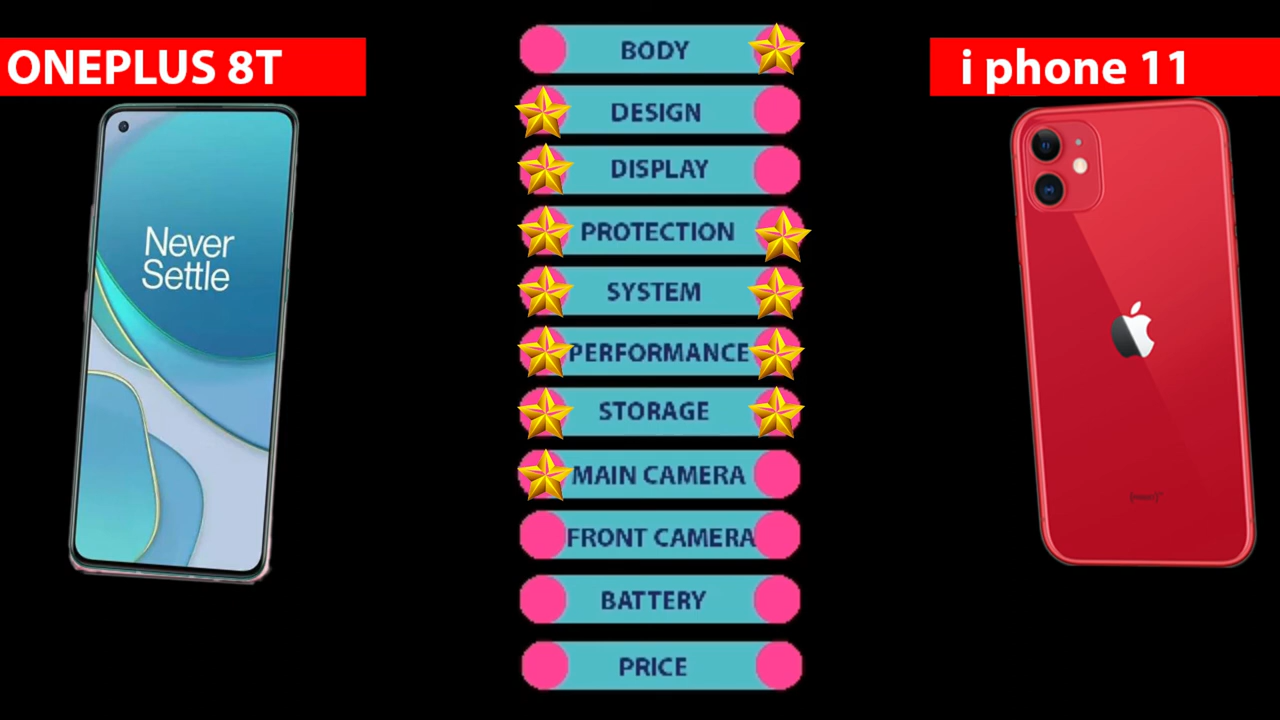 ONEPLUS 8T
i phone 11
BODY
DESIGN
DISPLAY
PROTECTION
SYSTEM
PERFORMANCE
STORAGE
MAIN CAMERA
FRONT CAMERA
BATTERY
PRICE
Never
Settle